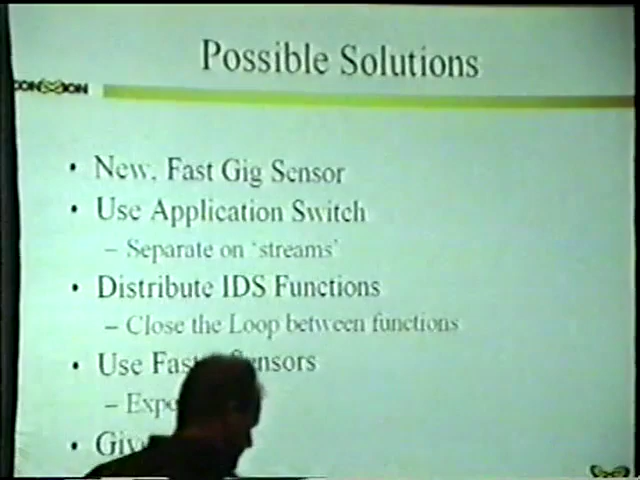 Possible Solutions
CONXION
• New, Fast Gig Sensor
• Use Application Switch
– Separate on 'streams'
• Distribute IDS Functions
– Close the Loop between functions
• Use Sensors